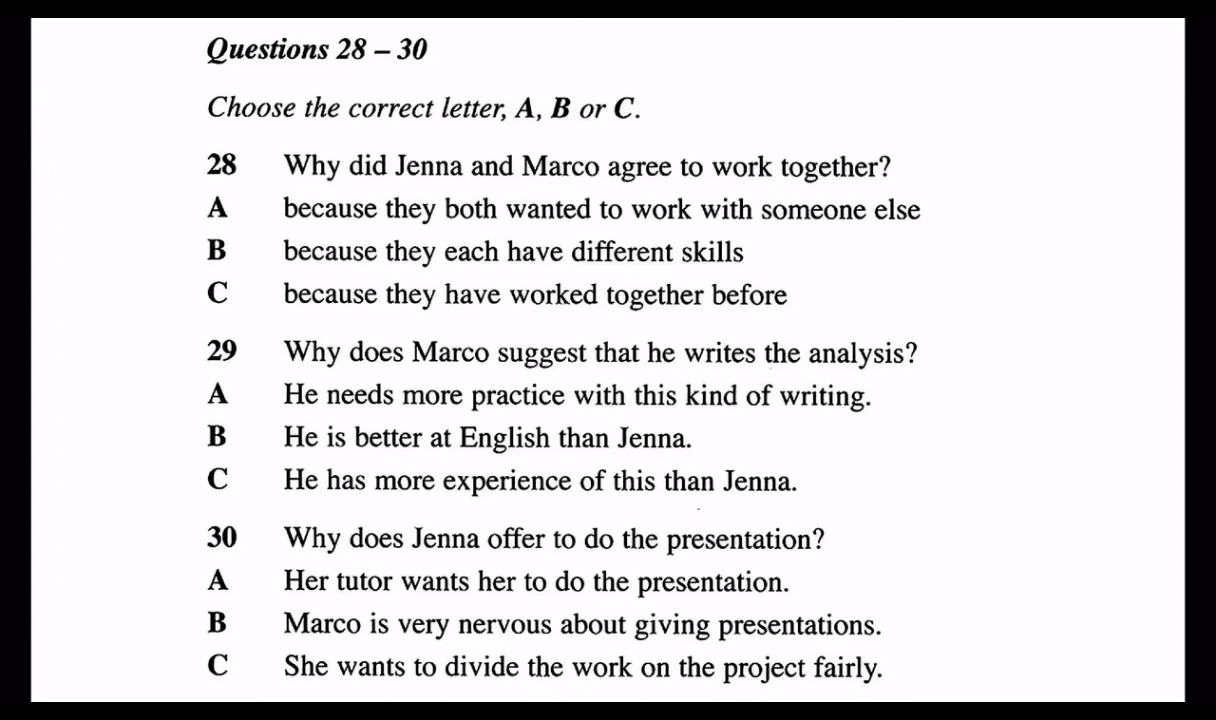 Questions 28 – 30
Choose the correct letter, A, B or C.
28 Why did Jenna and Marco agree to work together?
A because they both wanted to work with someone else
B because they each have different skills
C because they have worked together before
29 Why does Marco suggest that he writes the analysis?
A He needs more practice with this kind of writing.
B He is better at English than Jenna.
C He has more experience of this than Jenna.
30 Why does Jenna offer to do the presentation?
A Her tutor wants her to do the presentation.
B Marco is very nervous about giving presentations.
C She wants to divide the work on the project fairly.